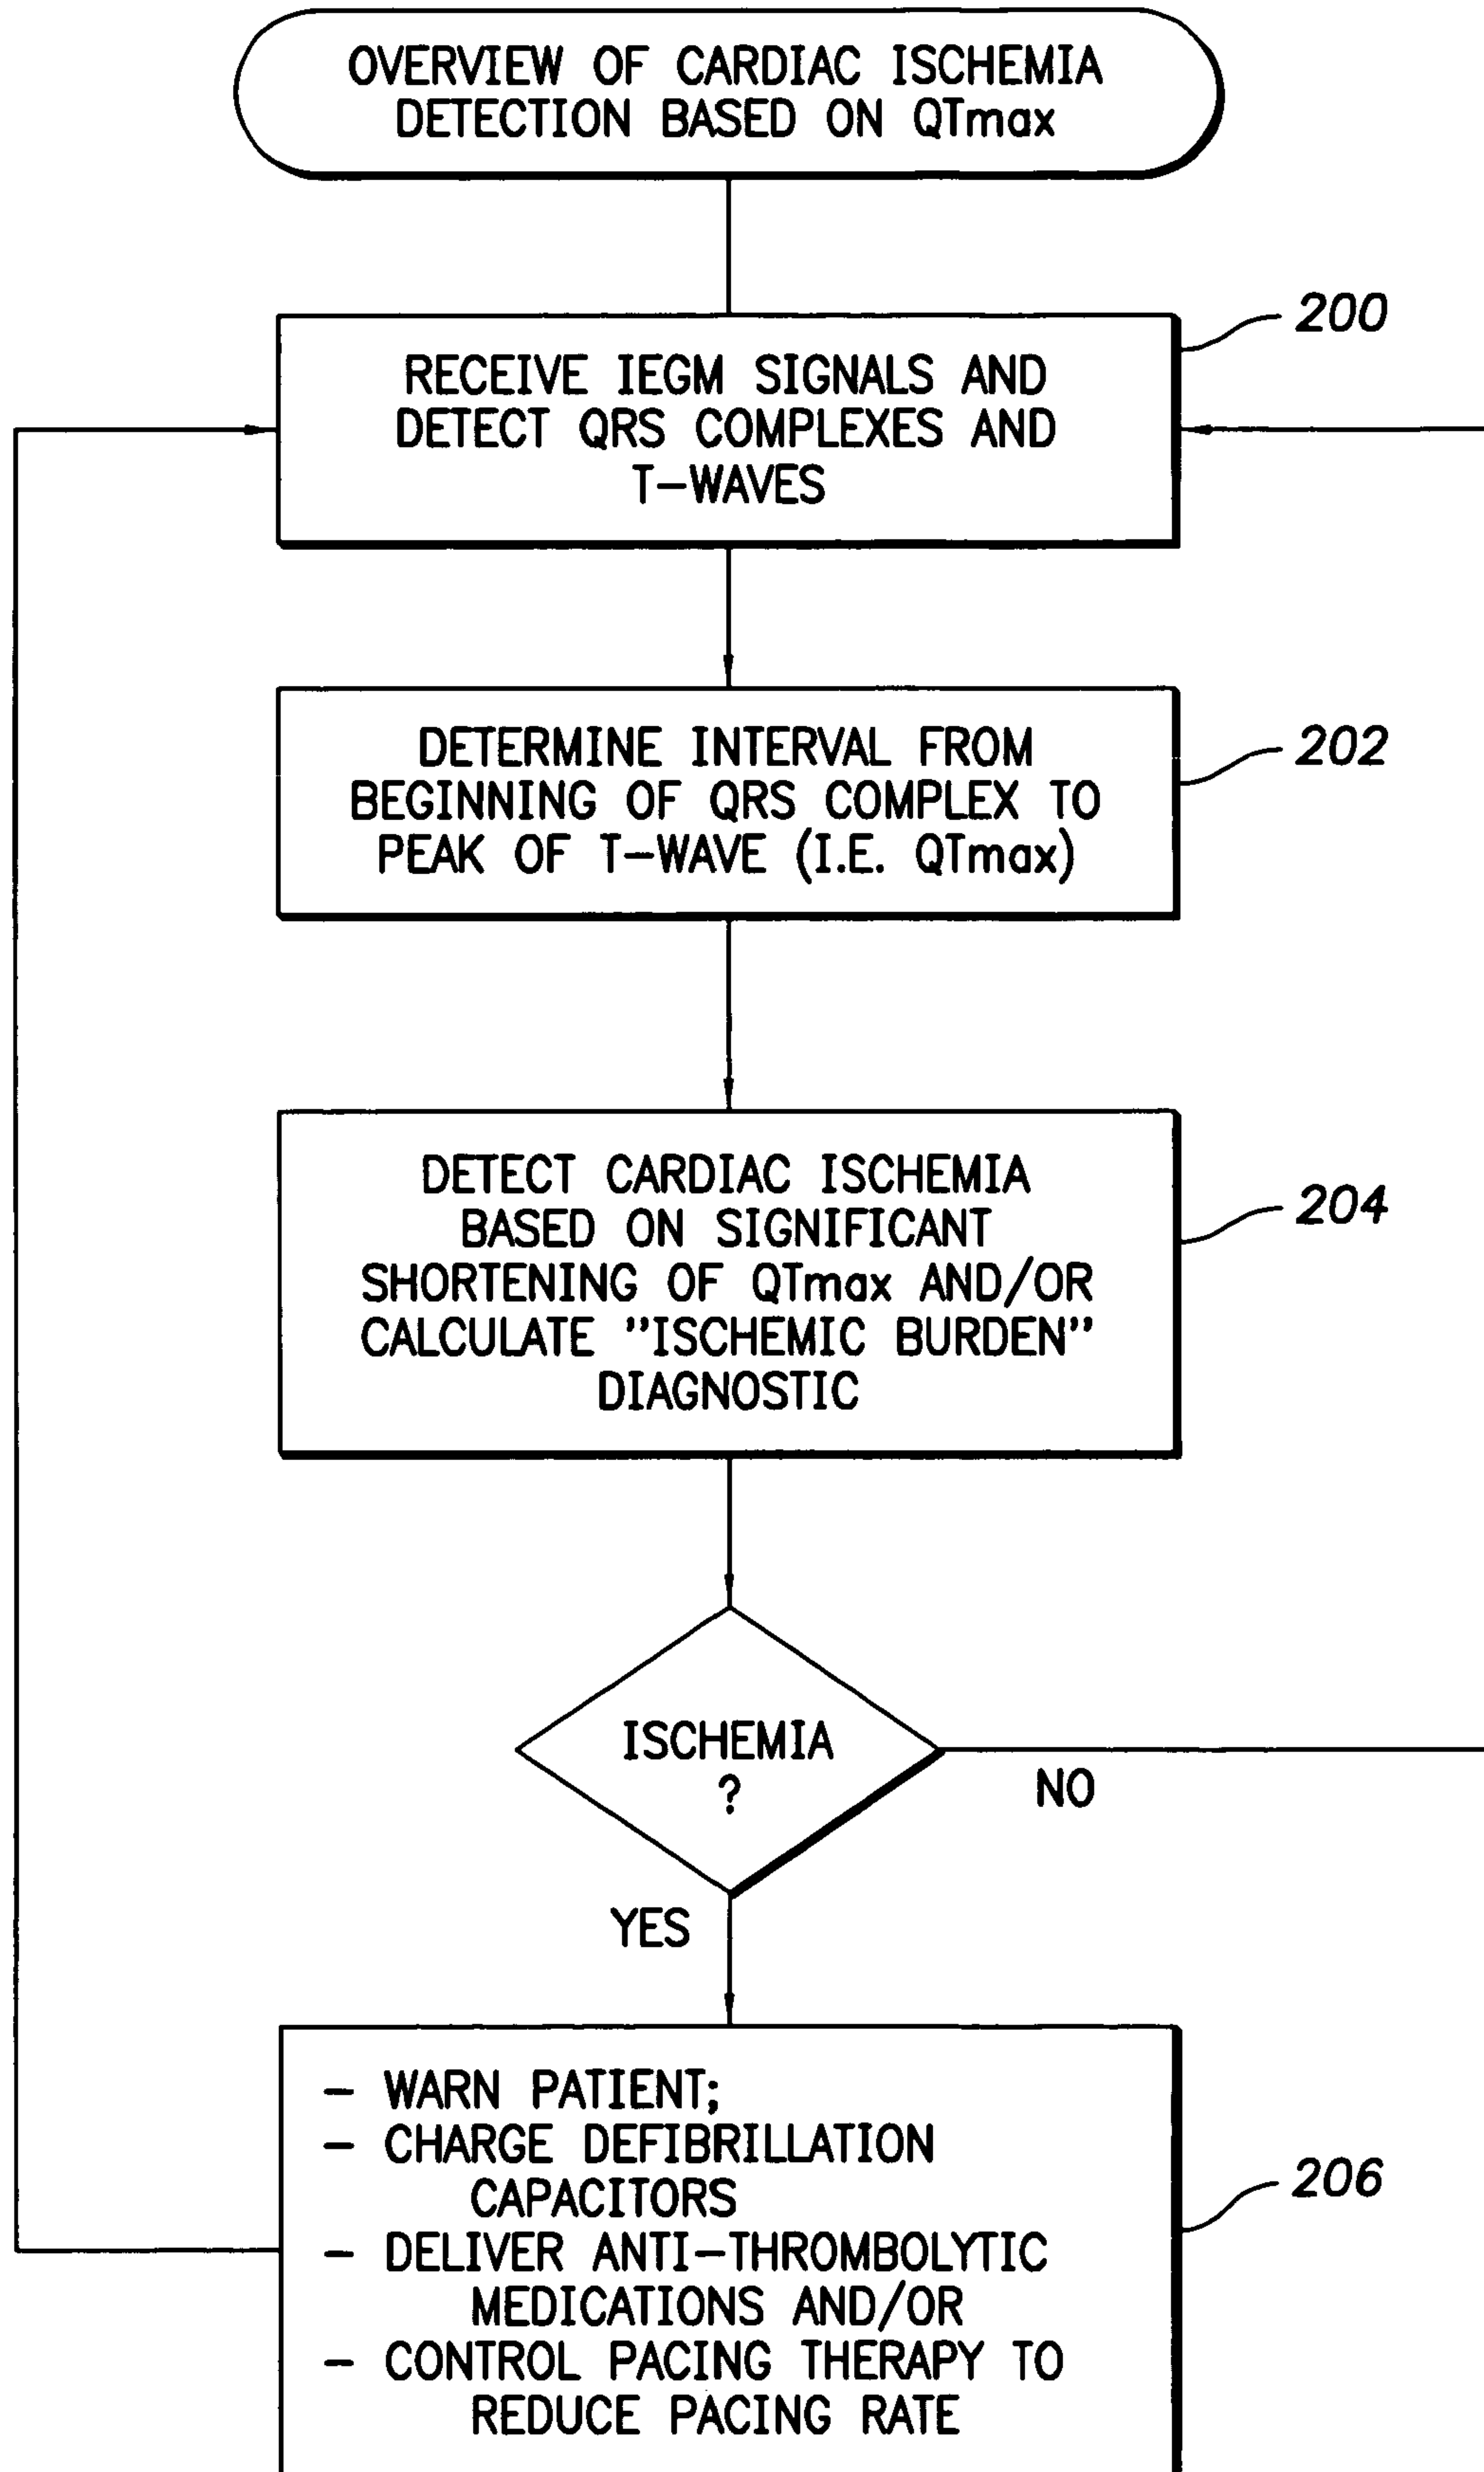 OVERVIEW OF CARDIAC ISCHEMIA
DETECTION BASED ON QTmax
200
RECEIVE IEGM SIGNALS AND
DETECT QRS COMPLEXES AND
T-WAVES
202
DETERMINE INTERVAL FROM
BEGINNING OF QRS COMPLEX TO
PEAK OF T-WAVE (I.E. QTmax)
204
DETECT CARDIAC ISCHEMIA
BASED ON SIGNIFICANT
SHORTENING OF QTmax AND/OR
CALCULATE "ISCHEMIC BURDEN"
DIAGNOSTIC
ISCHEMIA
?
NO
YES
206
- WARN PATIENT;
- CHARGE DEFIBRILLATION
CAPACITORS
- DELIVER ANTI-THROMBOLYTIC
MEDICATIONS AND/OR
- CONTROL PACING THERAPY TO
REDUCE PACING RATE